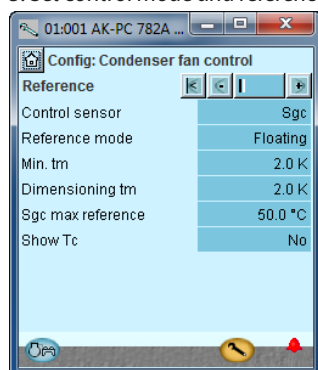 01:001 AK-PC 782A ...
Config: Condenser fan control
Reference
Control sensor Sgc
Reference mode Floating
Min. tm 2.0 K
Dimensioning tm 2.0 K
Sgc max reference 50.0 °C
Show Tc No